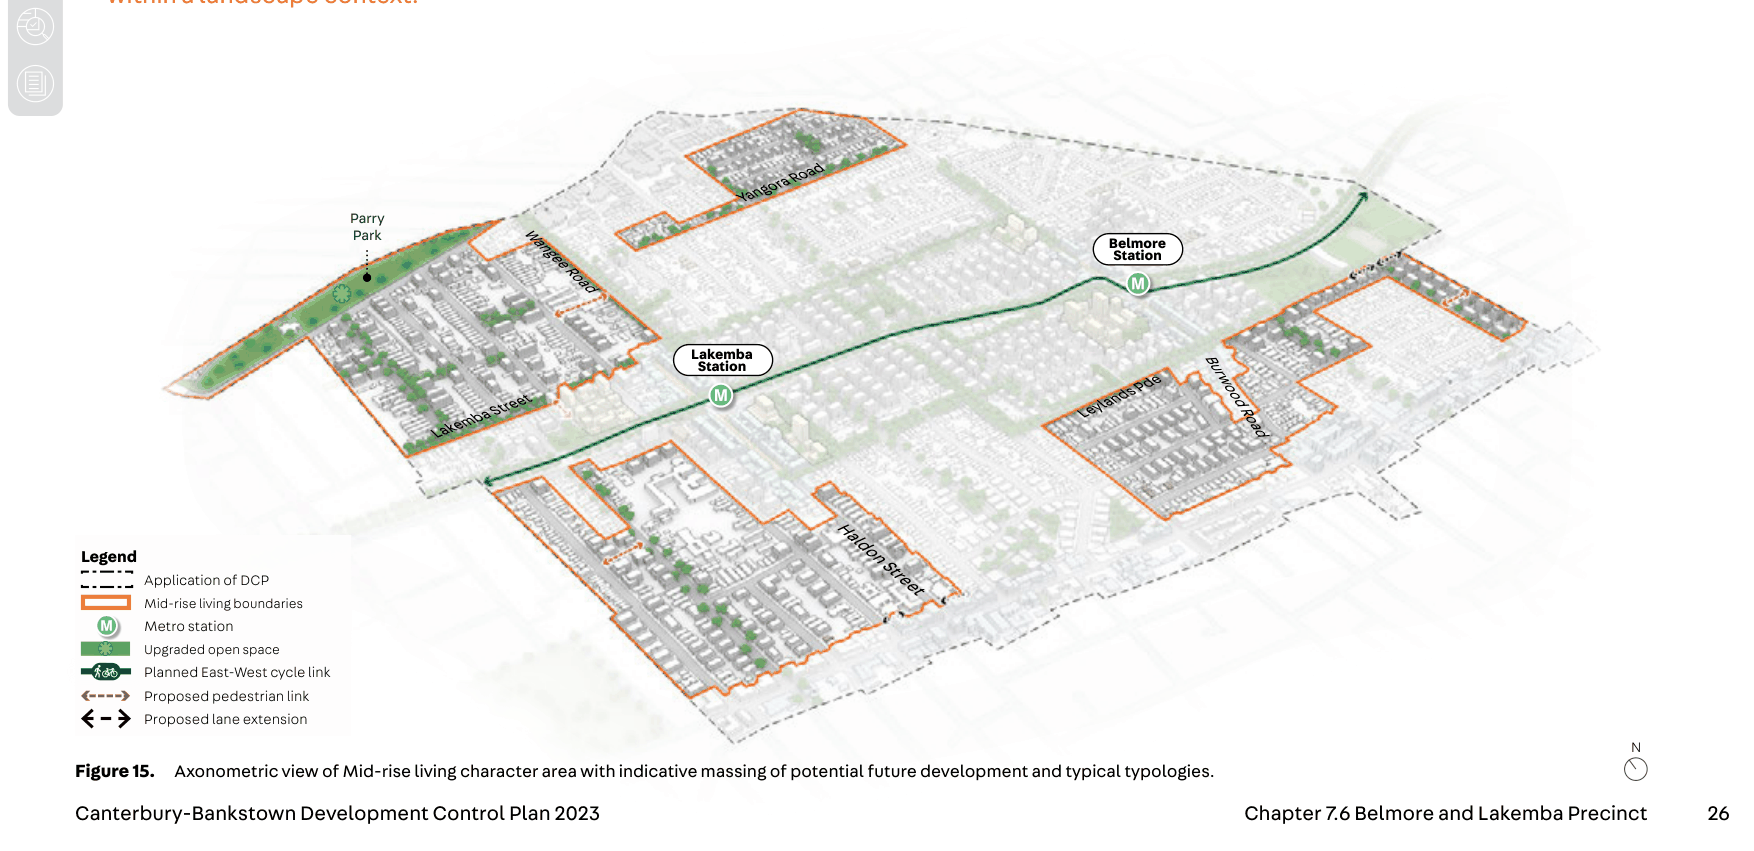 within a landscape context.
Yangora Road
Parry
Park
Wangee Road
Belmore
Station
M
Lakemba
Station
M
Burwood Road
Leylands Pde
Lakemba Street
Haldon Street
Legend
Application of DCP
Mid-rise living boundaries
M Metro station
Upgraded open space
Planned East-West cycle link
Proposed pedestrian link
Proposed lane extension
N
Figure 15. Axonometric view of Mid-rise living character area with indicative massing of potential future development and typical typologies.
Canterbury-Bankstown Development Control Plan 2023
Chapter 7.6 Belmore and Lakemba Precinct 26